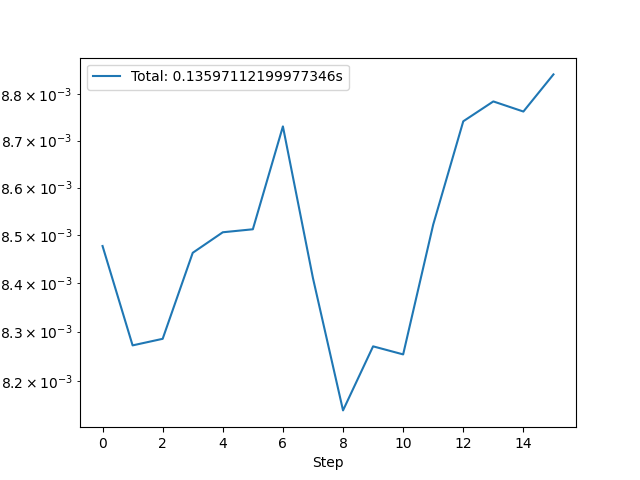 Total: 0.13597112199977346s
8.8 × 10⁻³
8.7 × 10⁻³
8.6 × 10⁻³
8.5 × 10⁻³
8.4 × 10⁻³
8.3 × 10⁻³
8.2 × 10⁻³
0 2 4 6 8 10 12 14
Step